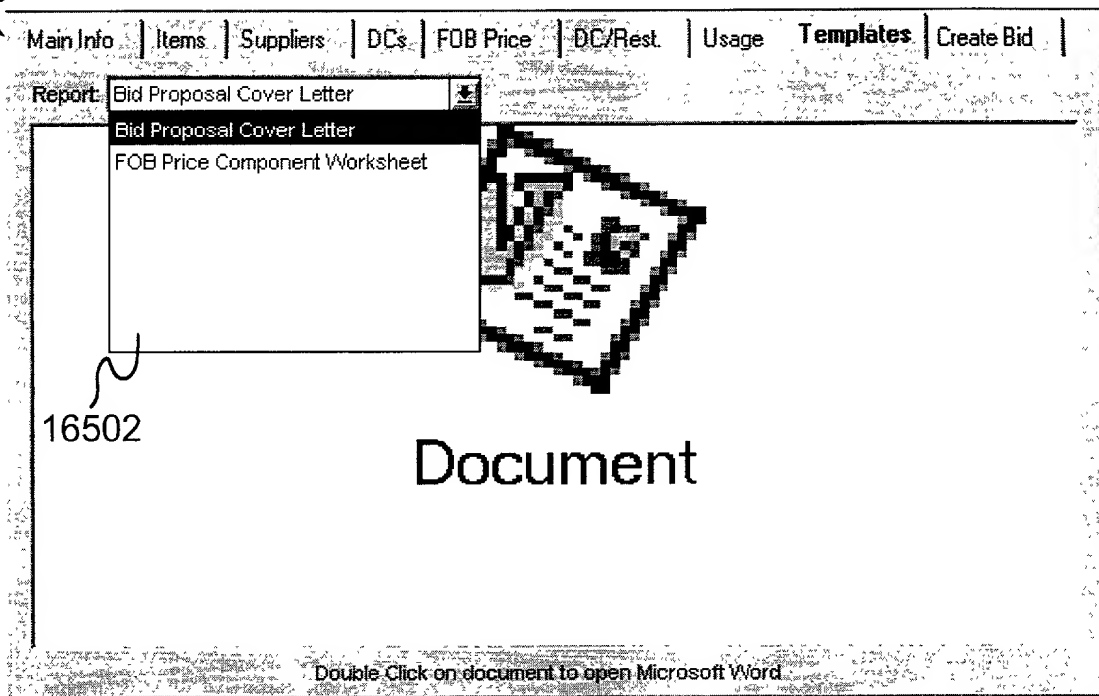 Main Info Items Suppliers DCs FOB Price DC/Rest. Usage Templates Create Bid
Report: Bid Proposal Cover Letter
Bid Proposal Cover Letter
FOB Price Component Worksheet
16502
Document
Double Click on document to open Microsoft Word